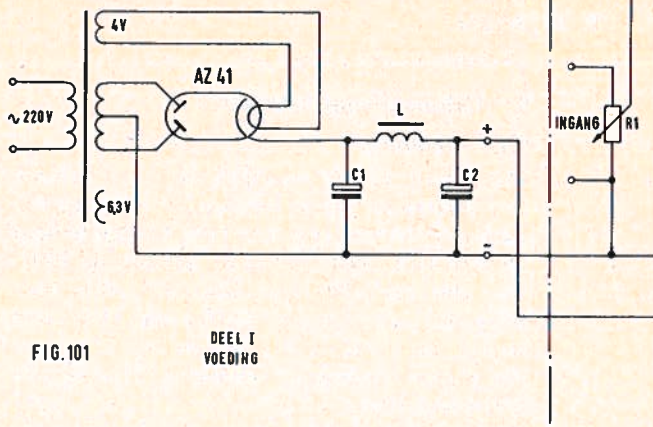 4V
AZ 41
~ 220V
L
+
INGANG R1
C1
C2
6,3V
-
FIG. 101
DEEL I
VOEDING